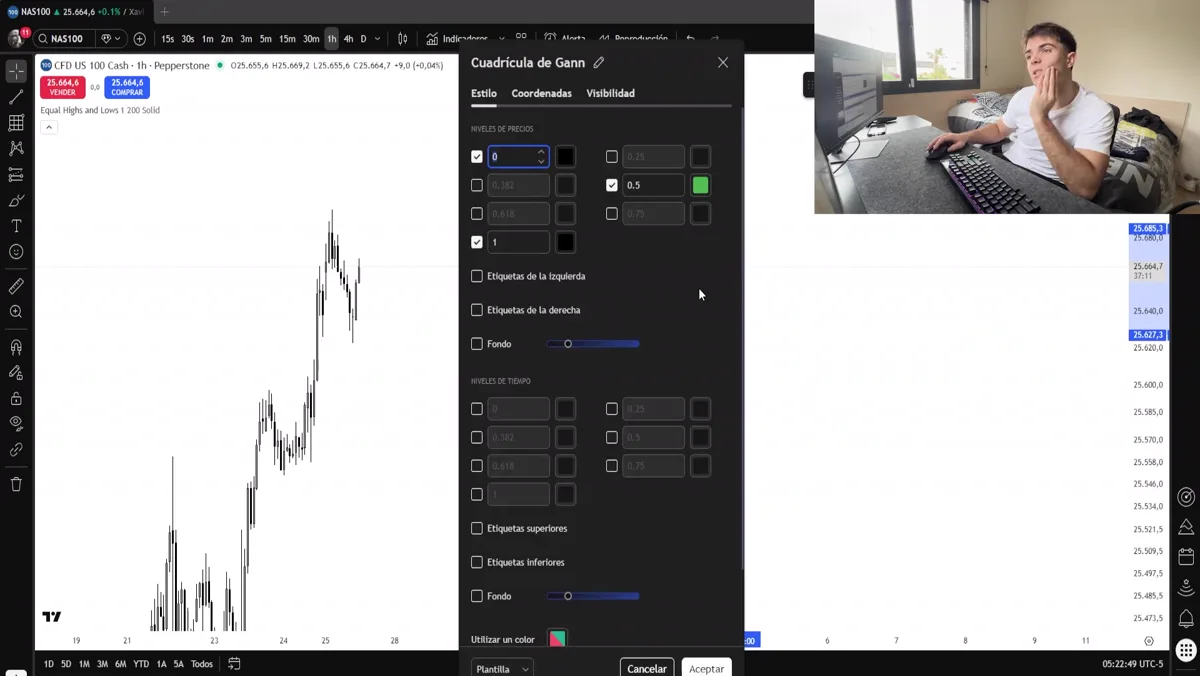 NAS100 ▲ 25.664,6 +0.1% / Xavi
11
NAS100
15s 30s 1m 2m 3m 5m 15m 30m 1h 4h D
Indicadores
Alerta
Reproducción
CFD US 100 Cash · 1h · Pepperstone
O25.655,6 H25.669,2 L25.655,6 C25.664,7 +9,0 (+0,04%)
25.664,6
VENDER
0,0
25.664,6
COMPRAR
Equal Highs and Lows 1 200 Solid
Cuadrícula de Gann
Estilo Coordenadas Visibilidad
NIVELES DE PRECIOS
0 0.25
0.382 0.5
0.618 0.75
1
Etiquetas de la izquierda
Etiquetas de la derecha
Fondo
NIVELES DE TIEMPO
0 0.25
0.382 0.5
0.618 0.75
1
Etiquetas superiores
Etiquetas inferiores
Fondo
Utilizar un color
Plantilla
Cancelar
Aceptar
25.685,3
25.680,0
25.664,7
37:11
25.640,0
25.627,3
25.620,0
25.600,0
25.585,0
25.570,0
25.558,0
25.546,0
25.534,0
25.521,5
25.509,5
25.497,5
25.485,5
25.473,5
19 21 23 24 25 28 :00 6 7 8 9 10 11
1D 5D 1M 3M 6M YTD 1A 5A Todos
05:22:49 UTC-5